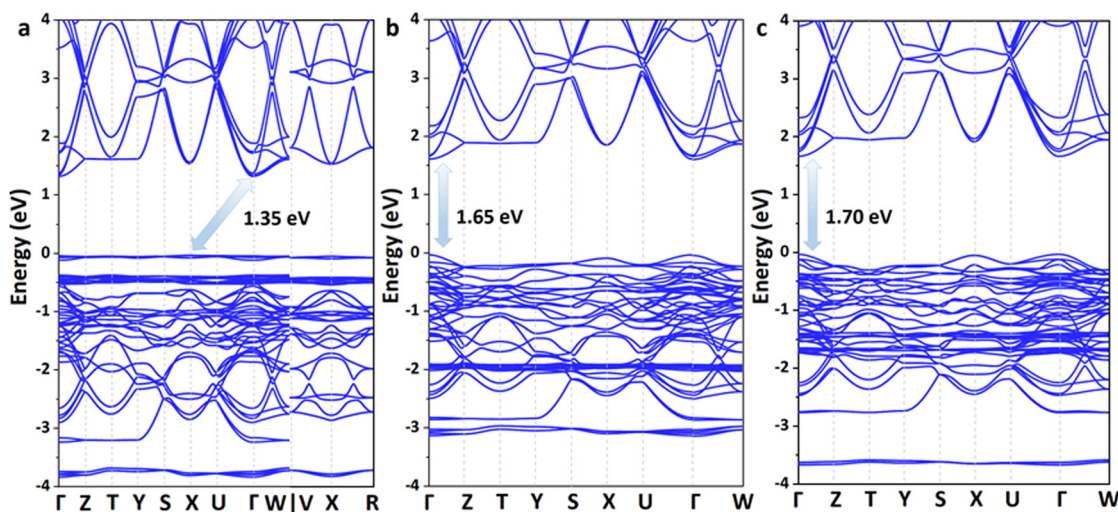 a
b
c
Energy (eV)
4
3
2
1
0
-1
-2
-3
-4
1.35 eV
Γ Z T Y S X U Γ W|V X R
Energy (eV)
4
3
2
1
0
-1
-2
-3
-4
1.65 eV
Γ Z T Y S X U Γ W
Energy (eV)
4
3
2
1
0
-1
-2
-3
-4
1.70 eV
Γ Z T Y S X U Γ W